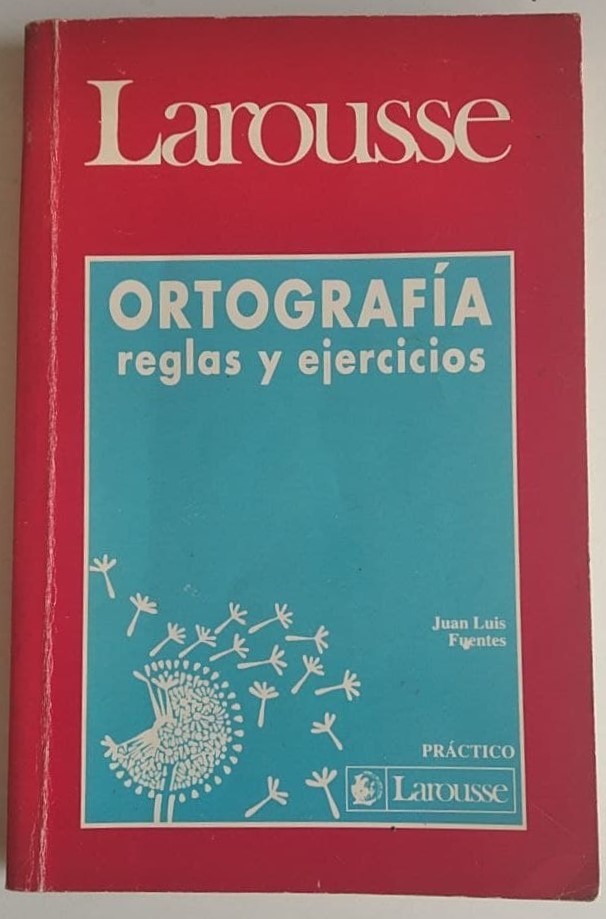 Larousse
ORTOGRAFÍA
reglas y ejercicios
Juan Luis
Fuentes
PRÁCTICO
Larousse